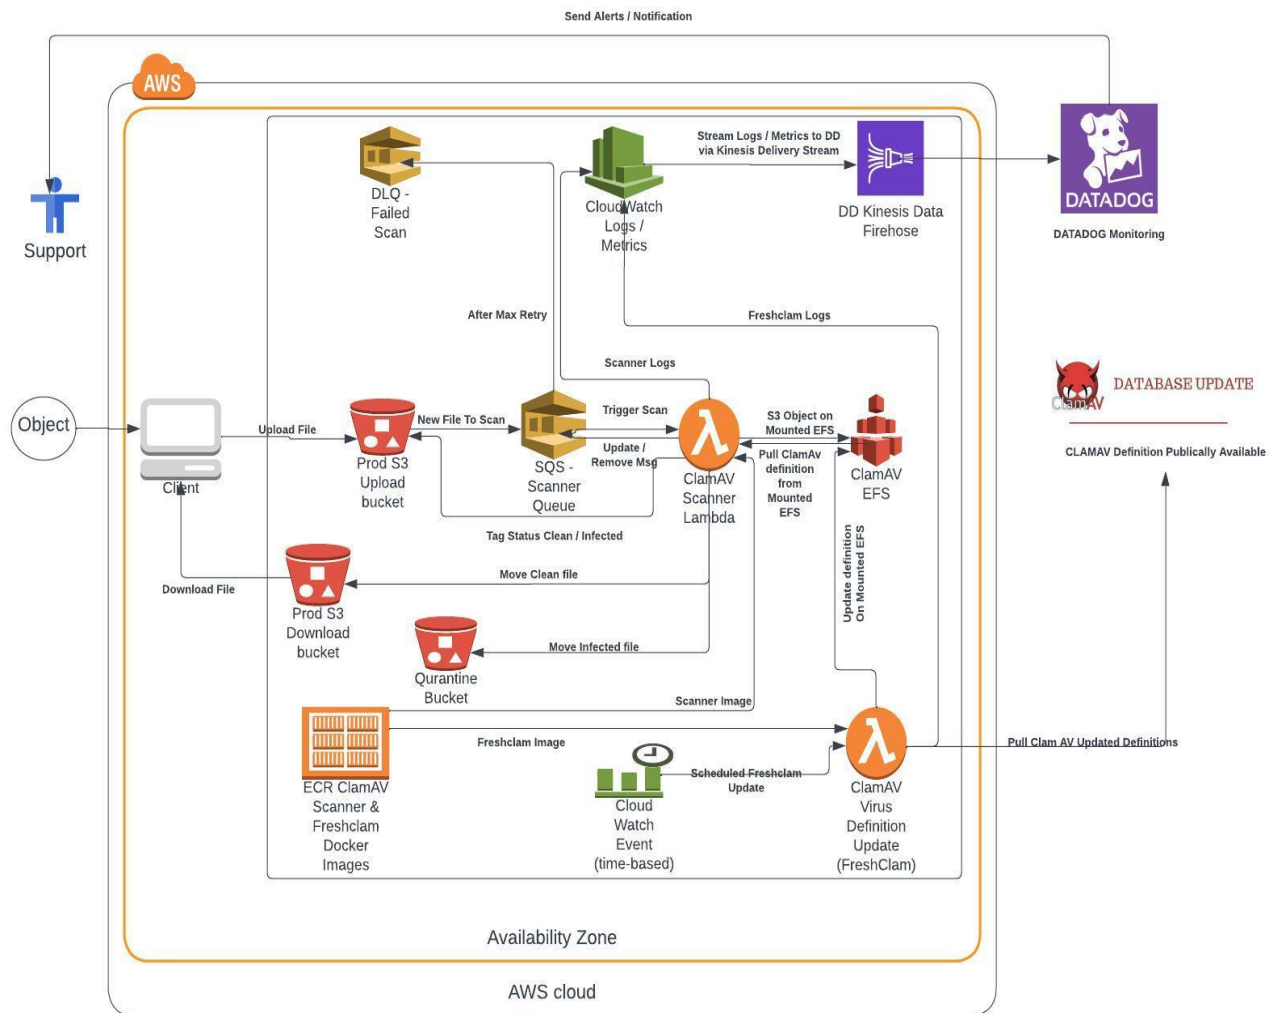 Send Alerts / Notification
AWS
Stream Logs / Metrics to DD
via Kinesis Delivery Stream
DLQ -
Failed
Scan
CloudWatch
Logs /
Metrics
DD Kinesis Data
Firehose
DATADOG
DATADOG Monitoring
Support
After Max Retry
Freshclam Logs
Scanner Logs
ClamAV
DATABASE UPDATE
CLAMAV Definition Publically Available
Object
Client
Upload File
Prod S3
Upload
bucket
New File To Scan
SQS -
Scanner
Queue
Trigger Scan
Update /
Remove Msg
ClamAV
Scanner
Lambda
S3 Object on
Mounted EFS
Pull ClamAv
definition
from
Mounted
EFS
ClamAV
EFS
Tag Status Clean / Infected
Update definition
On Mounted EFS
Move Clean file
Download File
Prod S3
Download
bucket
Move Infected file
Qurantine
Bucket
Scanner Image
Freshclam Image
ECR ClamAV
Scanner &
Freshclam
Docker
Images
Scheduled Freshclam
Update
Cloud
Watch
Event
(time-based)
ClamAV
Virus
Definition
Update
(FreshClam)
Pull Clam AV Updated Definitions
Availability Zone
AWS cloud